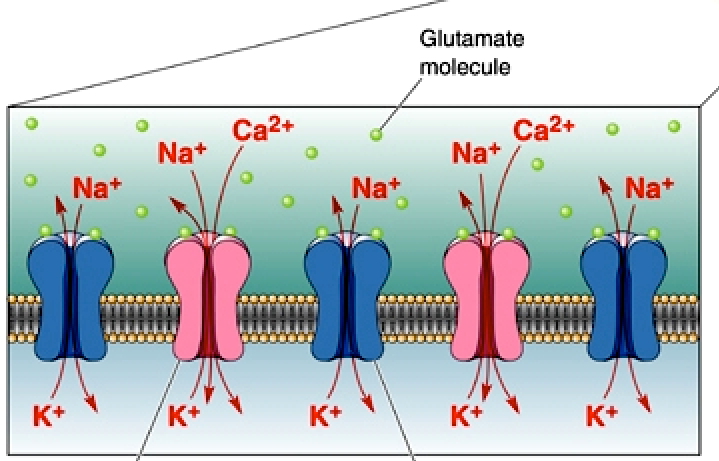 Glutamate
molecule
Ca²⁺
Ca²⁺
Na⁺
Na⁺
Na⁺
Na⁺
Na⁺
K⁺
K⁺
K⁺
K⁺
K⁺